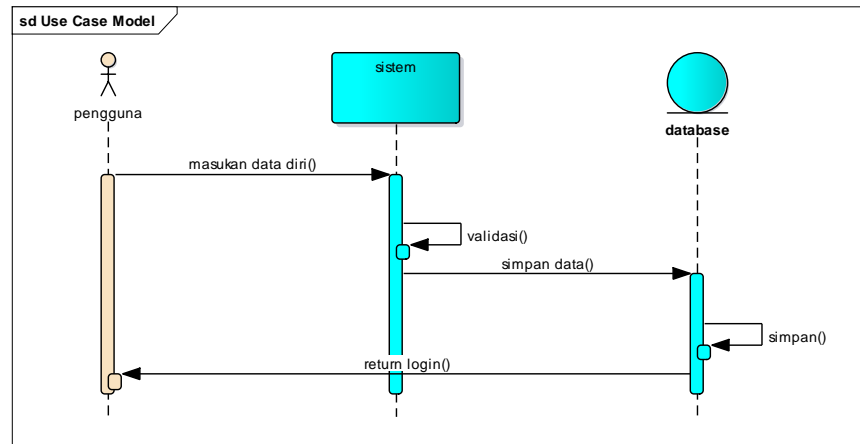 sd Use Case Model
pengguna
sistem
database
masukan data diri()
validasi()
simpan data()
simpan()
return login()